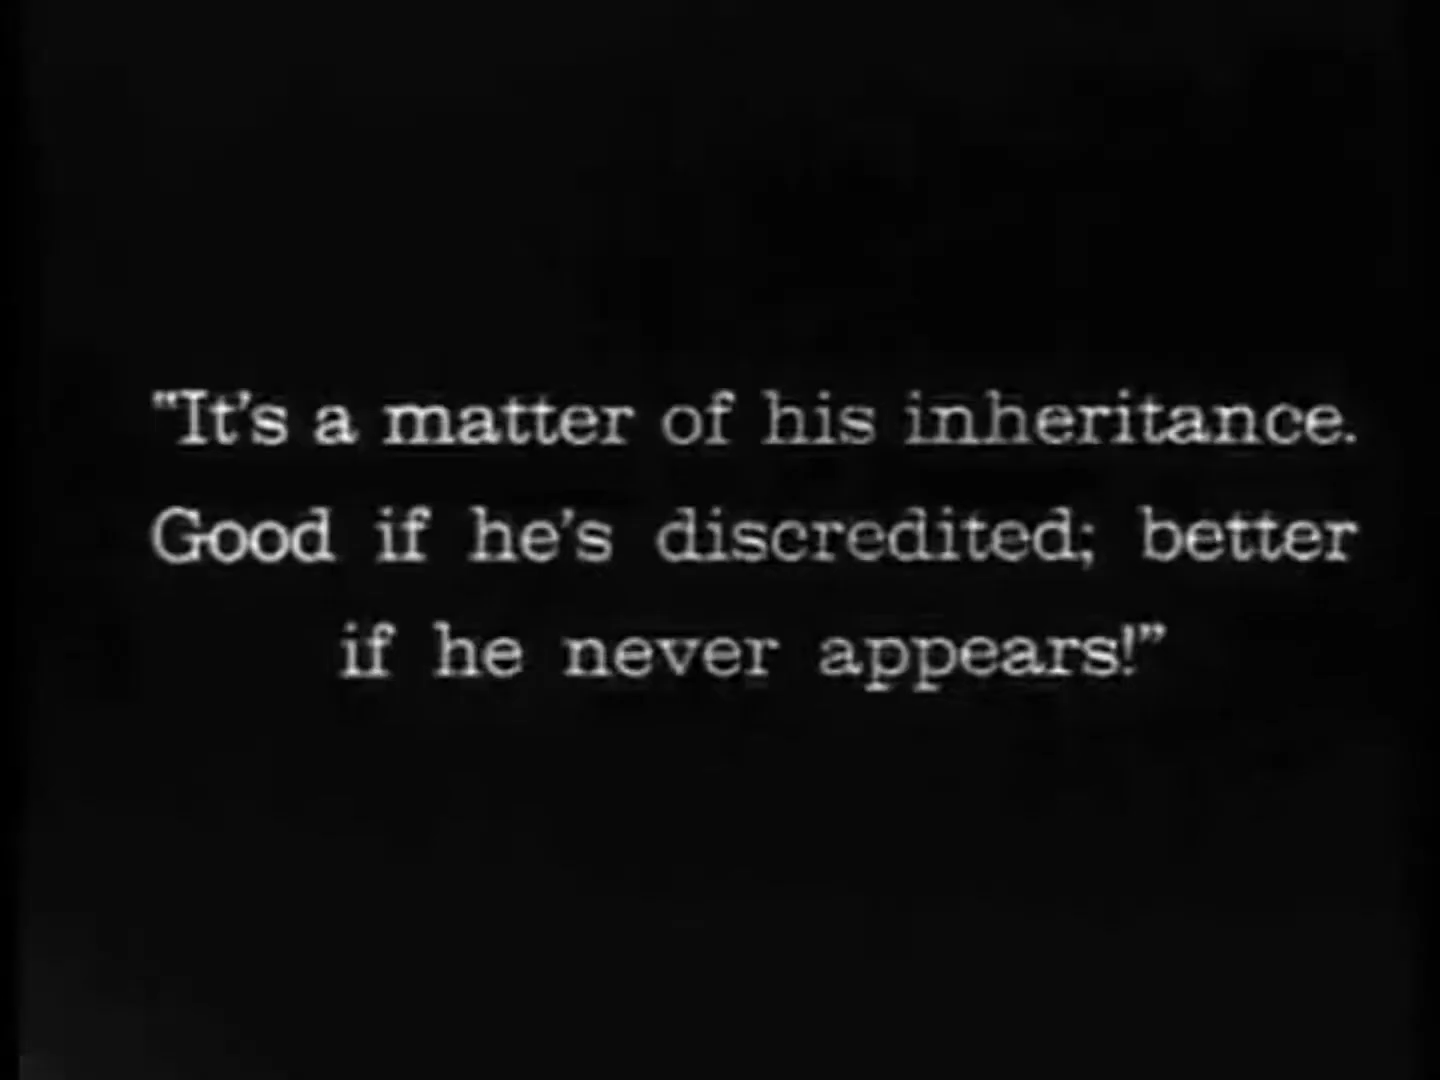 "It's a matter of his inheritance.
Good if he's discredited; better
if he never appears!”